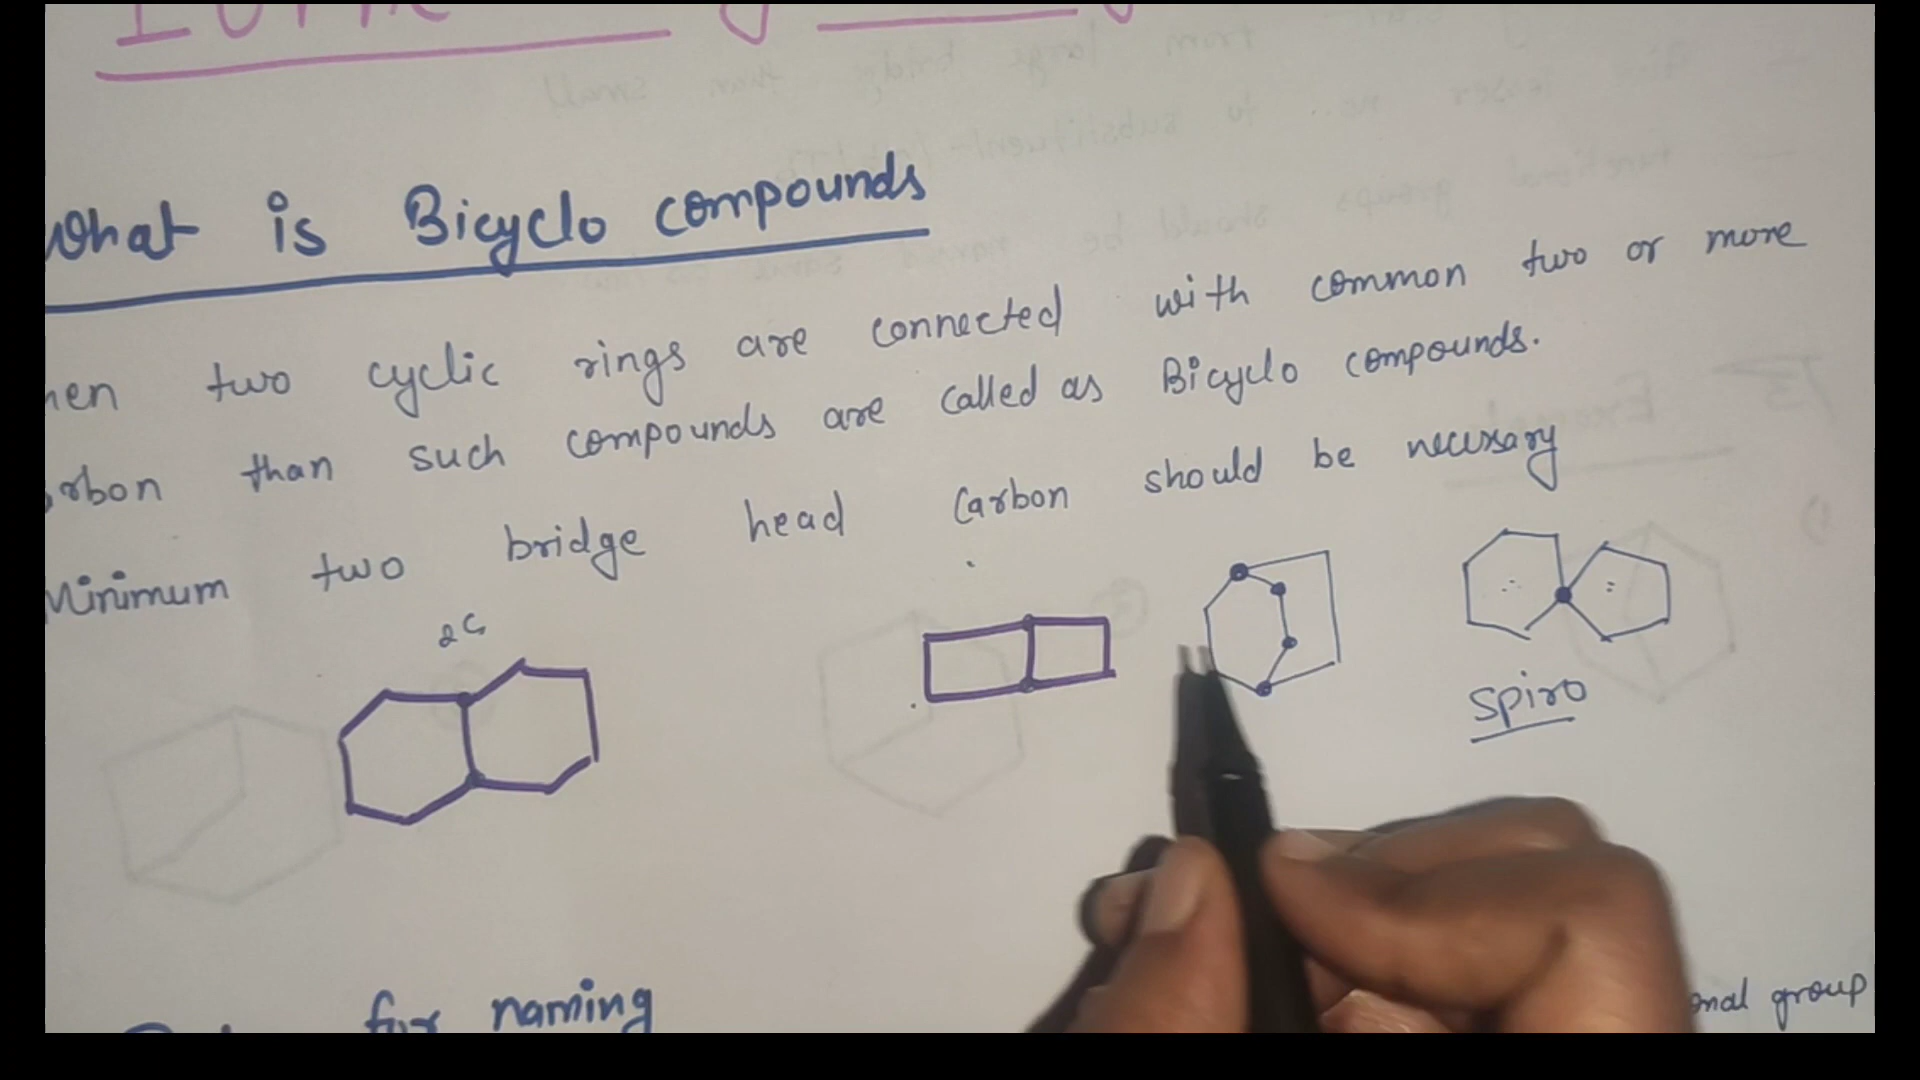 What is Bicyclo compounds
hen two cyclic rings are connected with common two or more
rbon than such compounds are called as Bicyclo compounds.
Minimum two bridge head carbon should be necessary
2C
Spiro
for naming
onal group